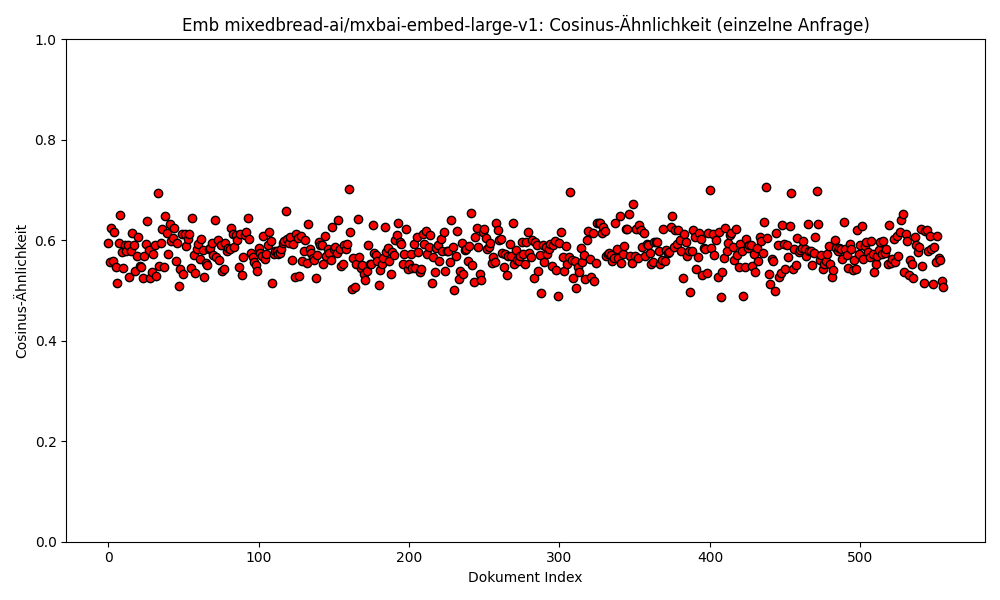 Emb mixedbread-ai/mxbai-embed-large-v1: Cosinus-Ähnlichkeit (einzelne Anfrage)
1.0
0.8
0.6
0.4
0.2
0.0
Cosinus-Ähnlichkeit
0 100 200 300 400 500
Dokument Index